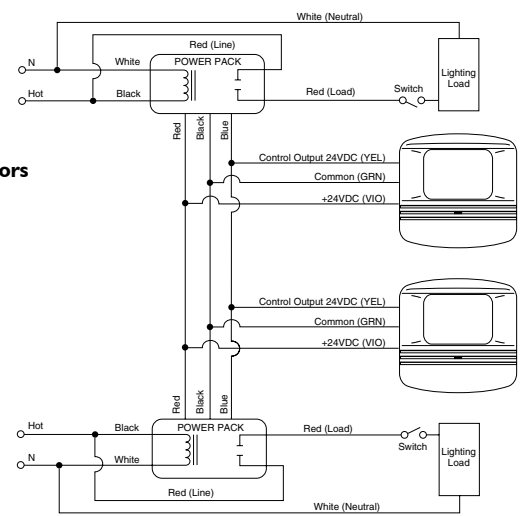 White (Neutral)
Red (Line)
N
White
POWER PACK
Hot
Black
Red (Load)
Switch
Lighting
Load
Red
Black
Blue
ors
Control Output 24VDC (YEL)
Common (GRN)
+24VDC (VIO)
Control Output 24VDC (YEL)
Common (GRN)
+24VDC (VIO)
Red
Black
Blue
Hot
Black
POWER PACK
Red (Load)
Switch
Lighting
Load
N
White
Red (Line)
White (Neutral)